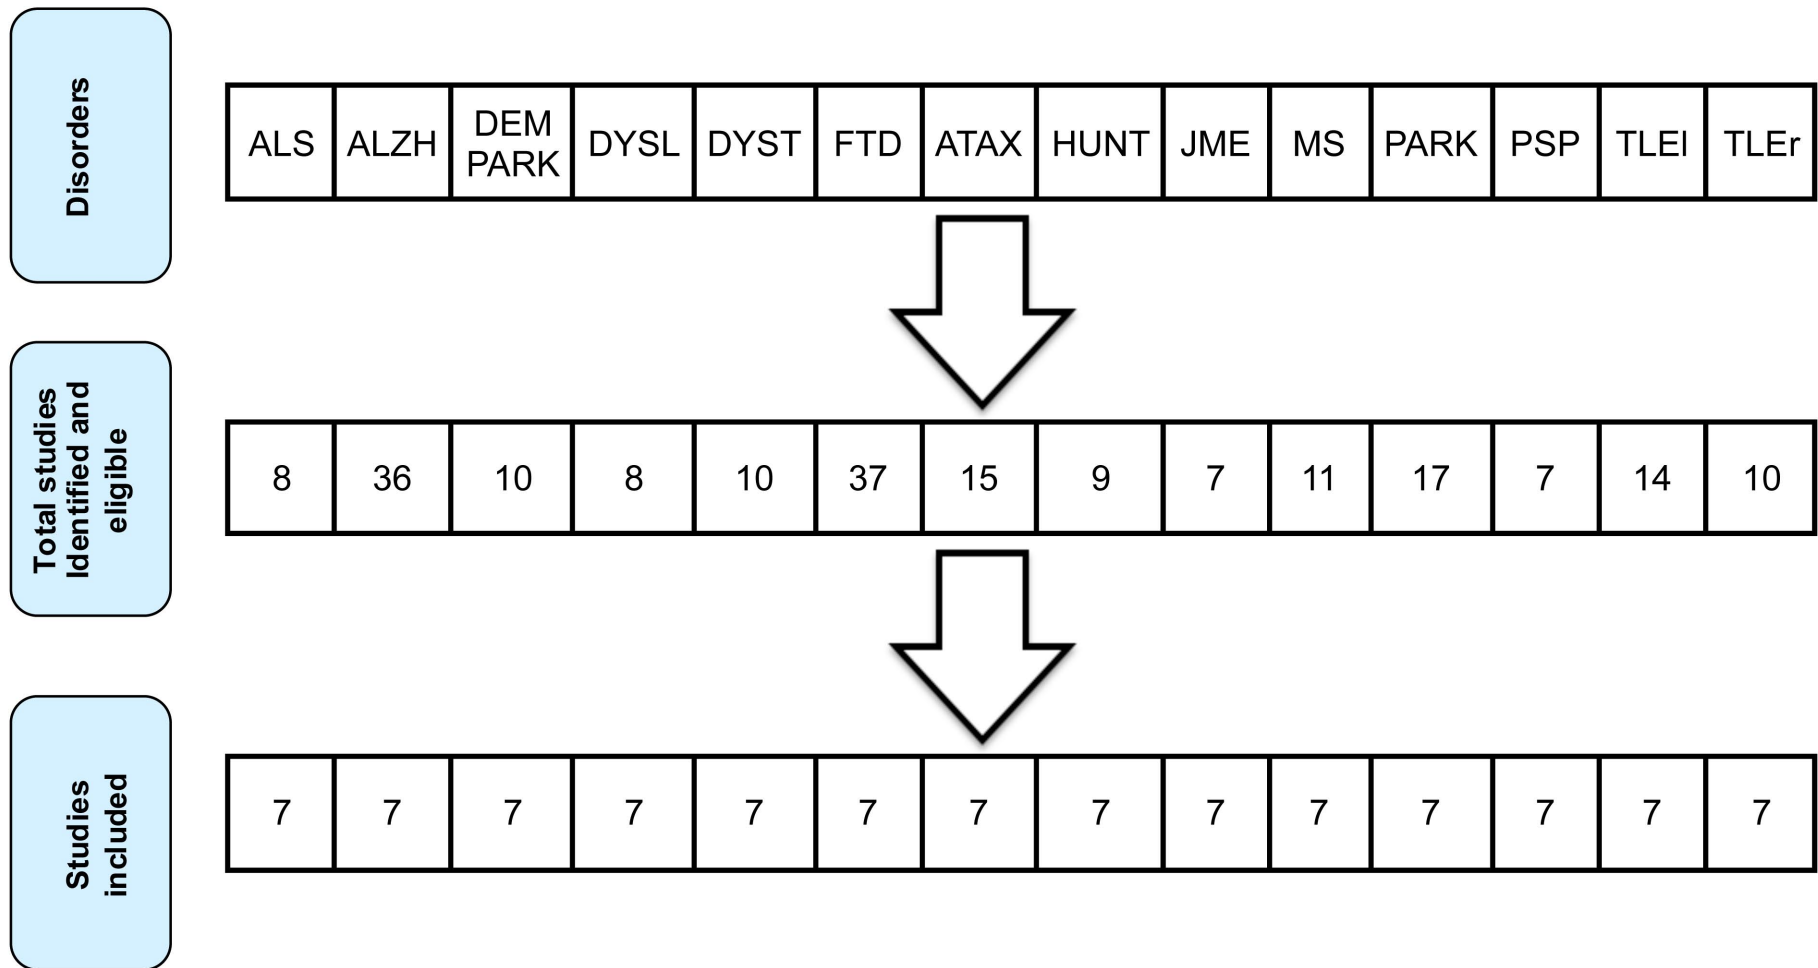 Disorders
ALS ALZH DEM PARK DYSL DYST FTD ATAX HUNT JME MS PARK PSP TLEl TLEr
Total studies
Identified and
eligible
8 36 10 8 10 37 15 9 7 11 17 7 14 10
Studies
included
7 7 7 7 7 7 7 7 7 7 7 7 7 7